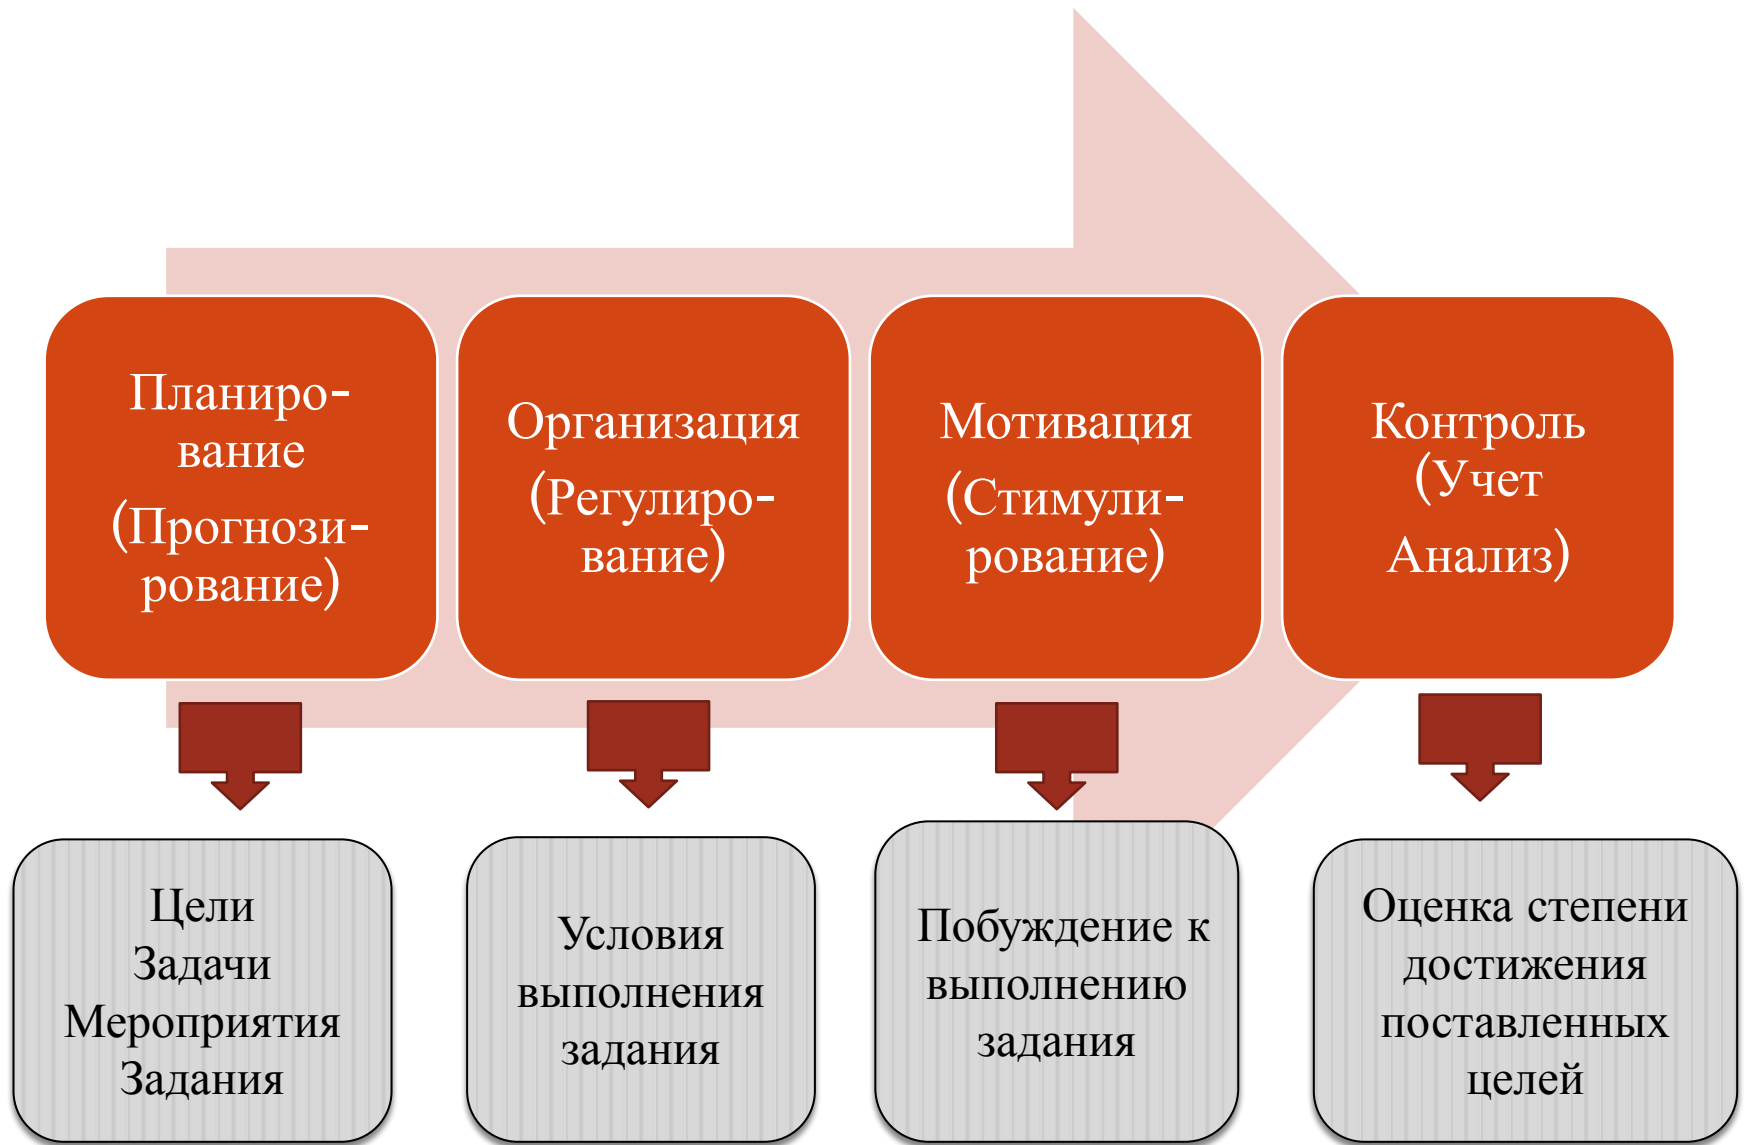 Планиро-
вание
(Прогнози-
рование)
Организация
(Регулиро-
вание)
Мотивация
(Стимули-
рование)
Контроль
(Учет
Анализ)
Цели
Задачи
Мероприятия
Задания
Условия
выполнения
задания
Побуждение к
выполнению
задания
Оценка степени
достижения
поставленных
целей